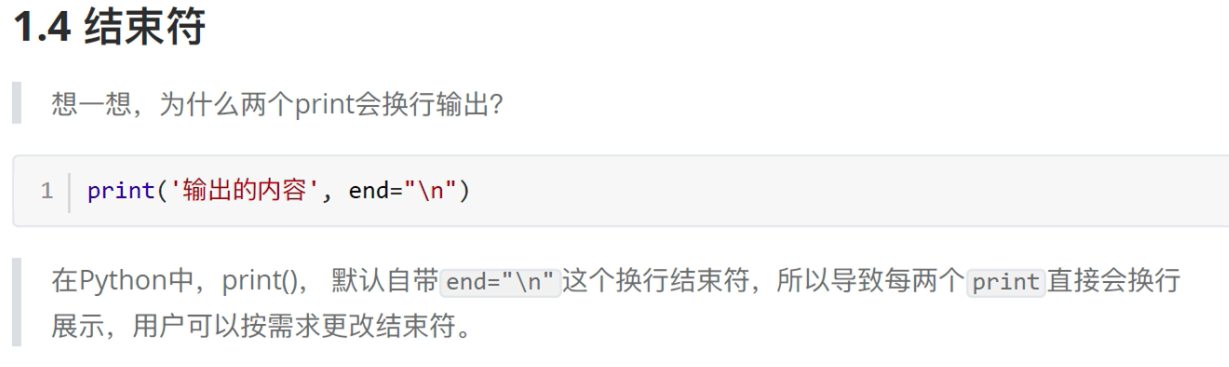 1.4 结束符
想一想，为什么两个print会换行输出？
1 print('输出的内容', end="\n")
在Python中，print()， 默认自带end="\n"这个换行结束符，所以导致每两个print直接会换行
展示，用户可以按需求更改结束符。